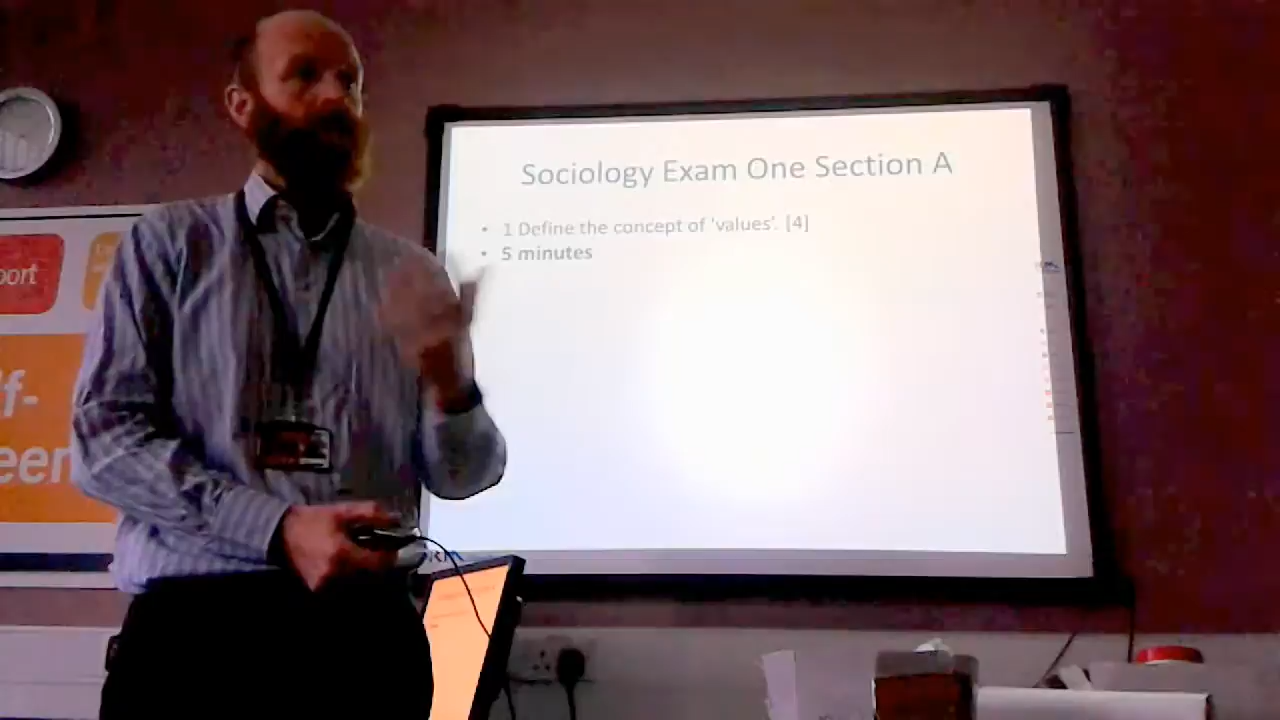 Sociology Exam One Section A
• 1 Define the concept of 'values'. [4]
• 5 minutes